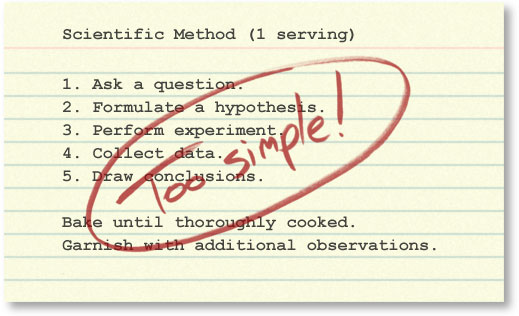 Scientific Method (1 serving)
1. Ask a question.
2. Formulate a hypothesis.
3. Perform experiment.
4. Collect data.
5. Draw conclusions.
Too simple!
Bake until thoroughly cooked.
Garnish with additional observations.